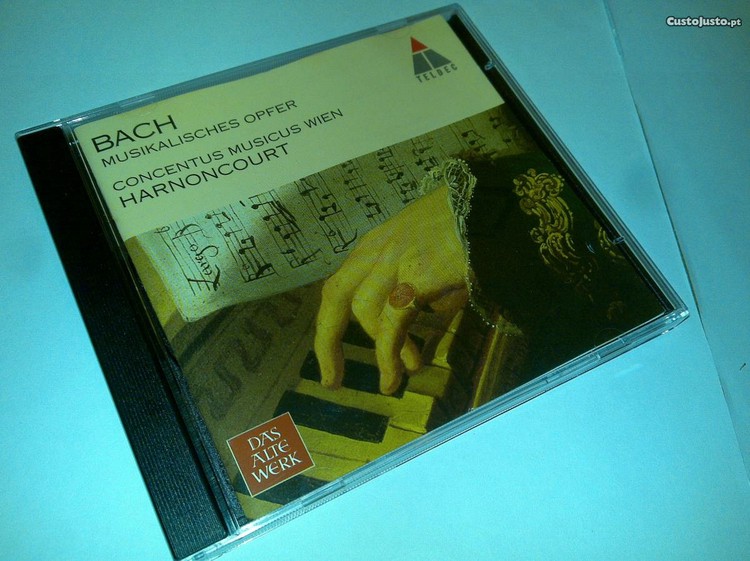 CustoJusto.pt
TELDEC
BACH
MUSIKALISCHES OPFER
CONCENTUS MUSICUS WIEN
HARNONCOURT
DAS
ALTE
WERK